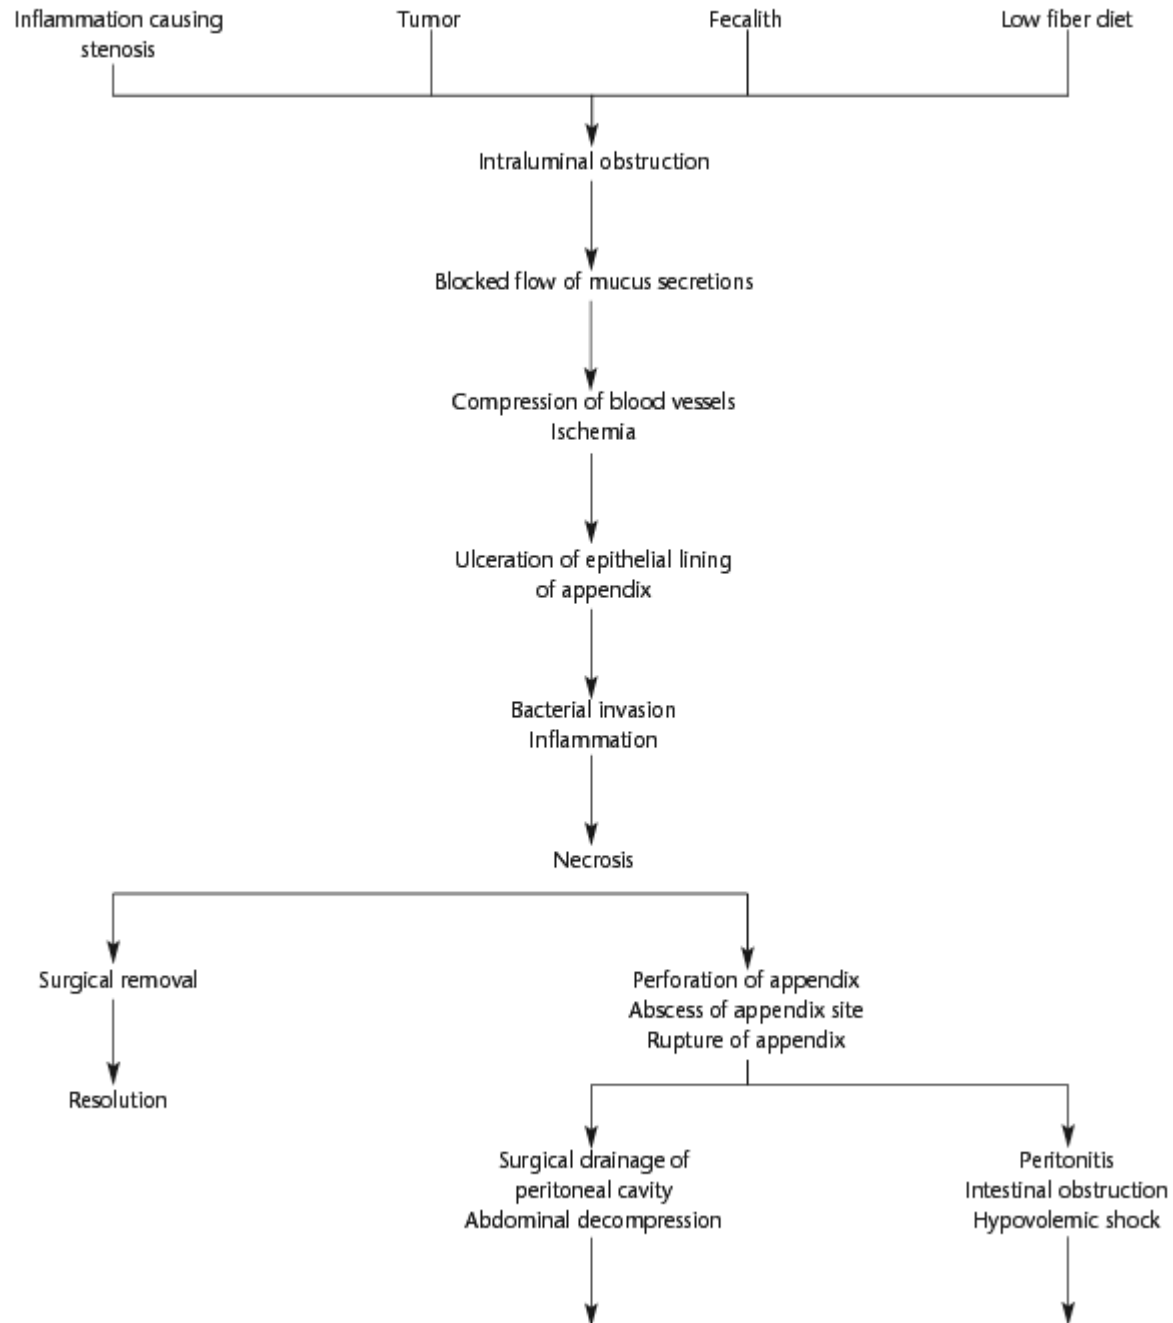 Inflammation causing
stenosis
Tumor
Fecalith
Low fiber diet
Intraluminal obstruction
Blocked flow of mucus secretions
Compression of blood vessels
Ischemia
Ulceration of epithelial lining
of appendix
Bacterial invasion
Inflammation
Necrosis
Surgical removal
Resolution
Perforation of appendix
Abscess of appendix site
Rupture of appendix
Surgical drainage of
peritoneal cavity
Abdominal decompression
Peritonitis
Intestinal obstruction
Hypovolemic shock